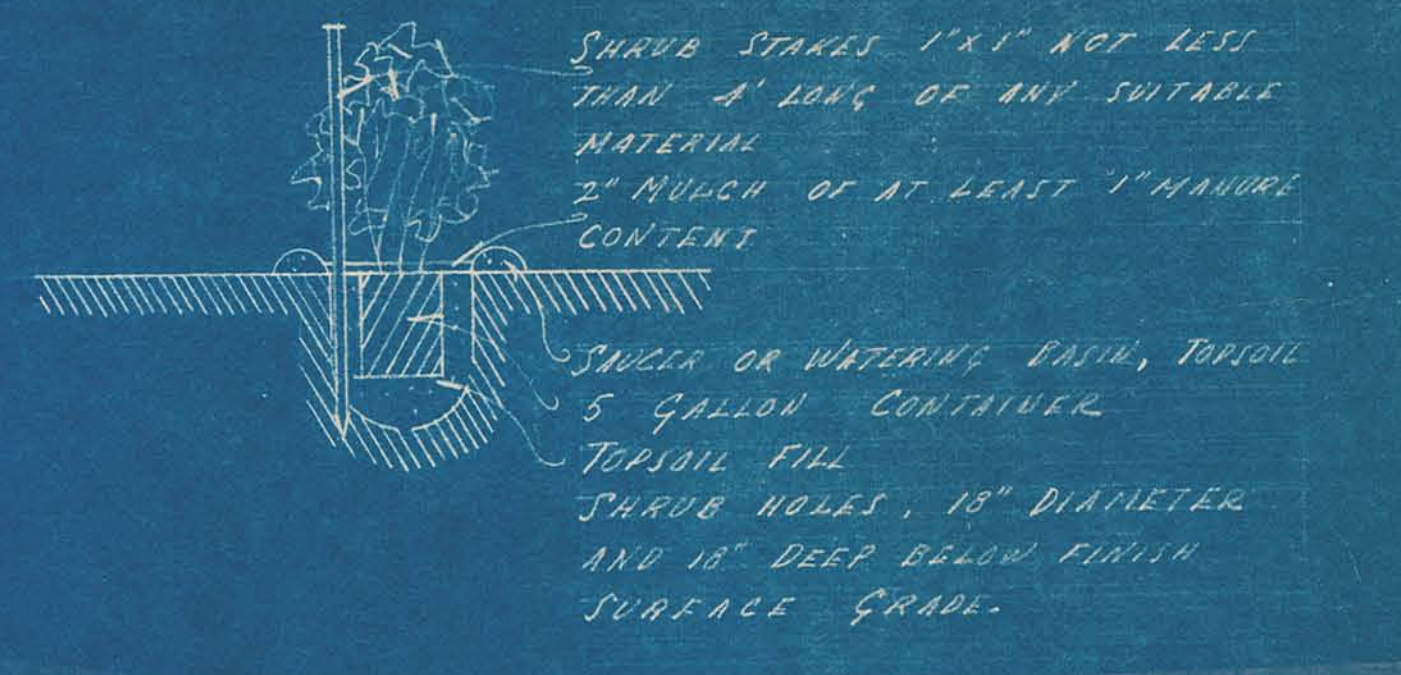 SHRUB STAKES 1"X1" NOT LESS
THAN 4' LONG OF ANY SUITABLE
MATERIAL
2" MULCH OF AT LEAST 1" MANURE
CONTENT
SAUCER OR WATERING BASIN, TOPSOIL
5 GALLON CONTAINER
TOPSOIL FILL
SHRUB HOLES, 18" DIAMETER
AND 18" DEEP BELOW FINISH
SURFACE GRADE.